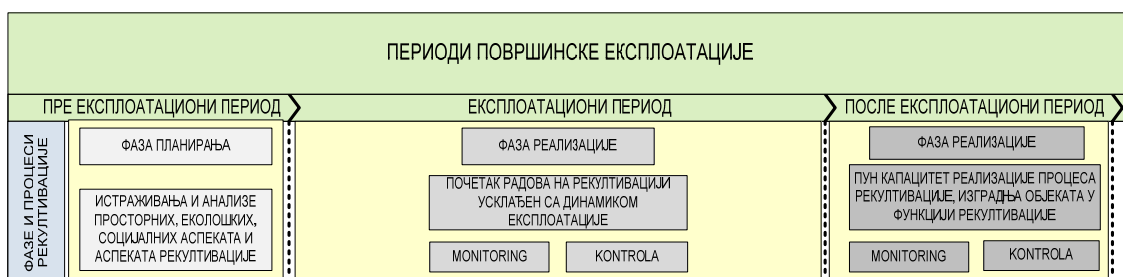 ПЕРИОДИ ПОВРШИНСКЕ ЕКСПЛОАТАЦИЈЕ
ПРЕ ЕКСПЛОАТАЦИОНИ ПЕРИОД
ЕКСПЛОАТАЦИОНИ ПЕРИОД
ПОСЛЕ ЕКСПЛОАТАЦИОНИ ПЕРИОД
ФАЗЕ И ПРОЦЕСИ
РЕКУЛТИВАЦИЈЕ
ФАЗА ПЛАНИРАЊА
ИСТРАЖИВАЊА И АНАЛИЗЕ
ПРОСТОРНИХ, ЕКОЛОШКИХ,
СОЦИЈАЛНИХ АСПЕКАТА И
АСПЕКАТА РЕКУЛТИВАЦИЈЕ
ФАЗА РЕАЛИЗАЦИЈЕ
ПОЧЕТАК РАДОВА НА РЕКУЛТИВАЦИЈИ
УСКЛАЂЕН СА ДИНАМИКОМ
ЕКСПЛОАТАЦИЈЕ
MONITORING
KONTROLA
ФАЗА РЕАЛИЗАЦИЈЕ
ПУН КАПАЦИТЕТ РЕАЛИЗАЦИЈЕ ПРОЦЕСА
РЕКУЛТИВАЦИЈЕ, ИЗГРАДЊА ОБЈЕКАТА У
ФУНКЦИЈИ РЕКУЛТИВАЦИЈЕ
MONITORING
KONTROLA